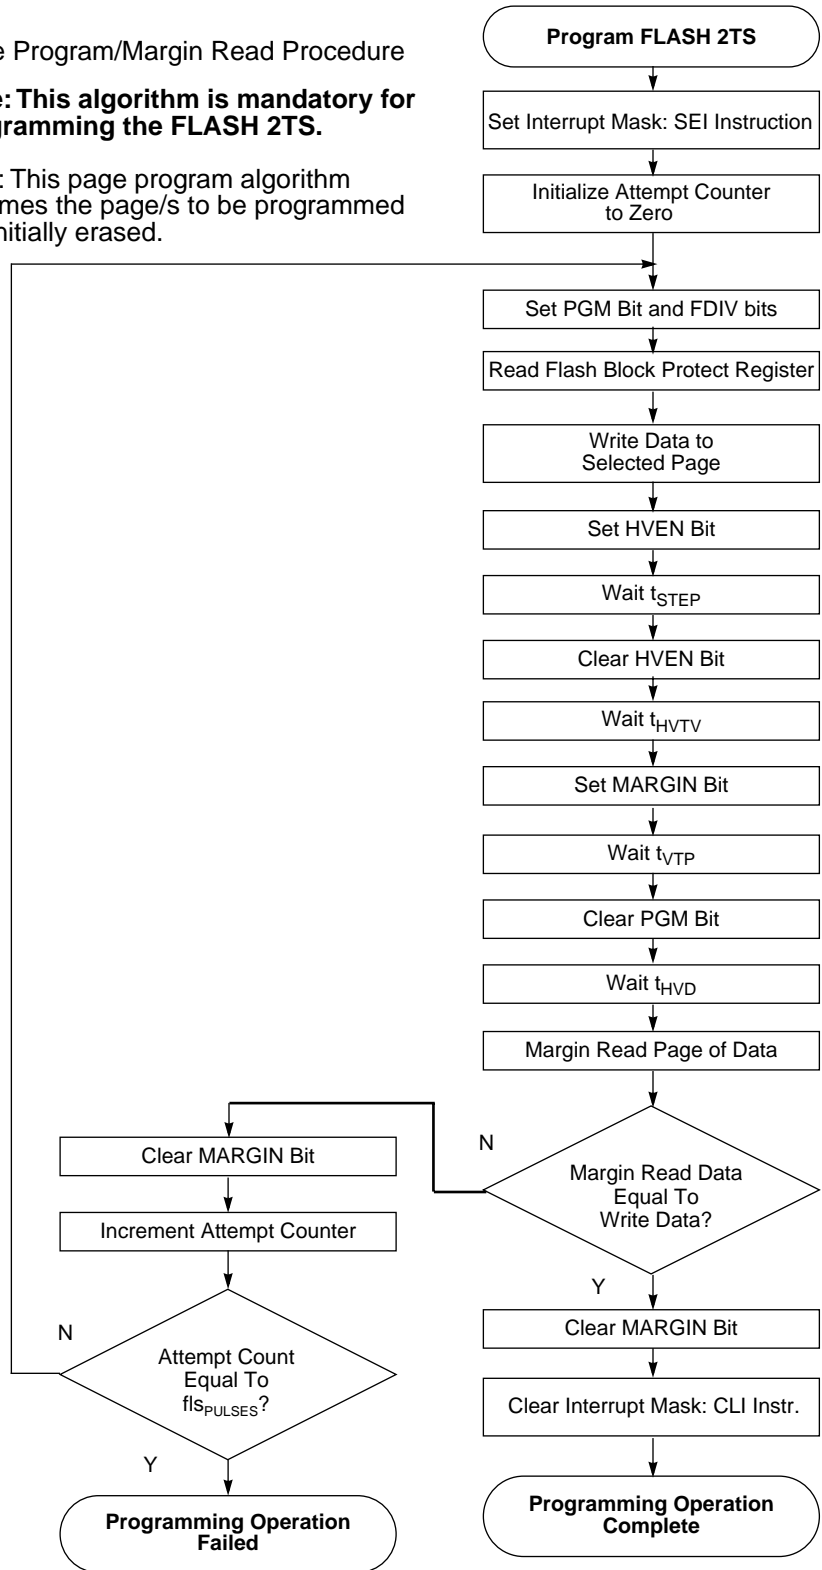 Program/Margin Read Procedure
This algorithm is mandatory for
the FLASH 2TS.
This page program algorithm
the page/s to be programmed
erased.
Program FLASH 2TS
Set Interrupt Mask: SEI Instruction
Initialize Attempt Counter
to Zero
Set PGM Bit and FDIV bits
Read Flash Block Protect Register
Write Data to
Selected Page
Set HVEN Bit
Wait tSTEP
Clear HVEN Bit
Wait tHVTV
Set MARGIN Bit
Wait tVTP
Clear PGM Bit
Wait tHVD
Margin Read Page of Data
N
Margin Read Data
Equal To
Write Data?
Y
Clear MARGIN Bit
Increment Attempt Counter
N
Attempt Count
Equal To
flsPULSES?
Y
Programming Operation
Failed
Clear MARGIN Bit
Clear Interrupt Mask: CLI Instr.
Programming Operation
Complete